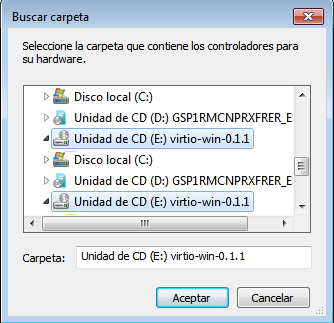 Buscar carpeta
Seleccione la carpeta que contiene los controladores para
su hardware.
Disco local (C:)
Unidad de CD (D:) GSP1RMCNPRXFRER_E
Unidad de CD (E:) virtio-win-0.1.1
Disco local (C:)
Unidad de CD (D:) GSP1RMCNPRXFRER_E
Unidad de CD (E:) virtio-win-0.1.1
Carpeta: Unidad de CD (E:) virtio-win-0.1.1
Aceptar Cancelar